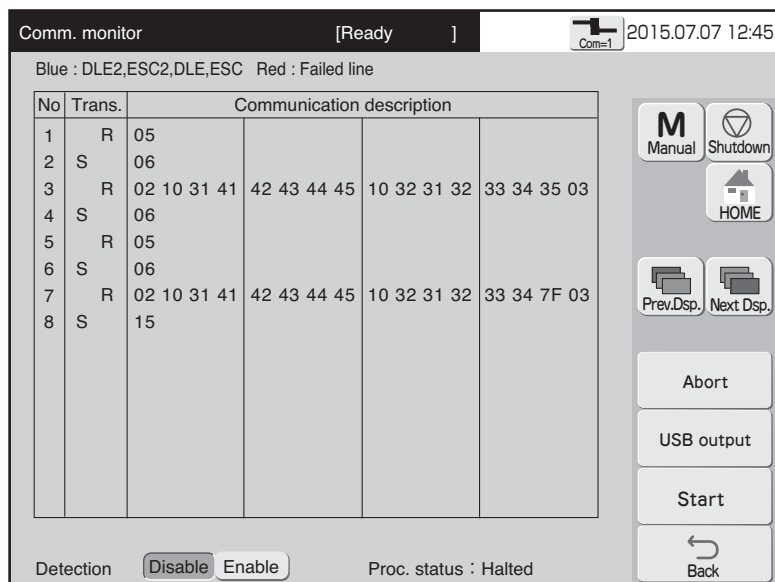 Comm. monitor [Ready ] Com=1 2015.07.07 12:45
Blue : DLE2,ESC2,DLE,ESC Red : Failed line
No Trans. Communication description
1 R 05
2 S 06
3 R 02 10 31 41 42 43 44 45 10 32 31 32 33 34 35 03
4 S 06
5 R 05
6 S 06
7 R 02 10 31 41 42 43 44 45 10 32 31 32 33 34 7F 03
8 S 15
M
Manual Shutdown
HOME
Prev.Dsp. Next Dsp.
Abort
USB output
Start
Back
Detection Disable Enable Proc. status : Halted